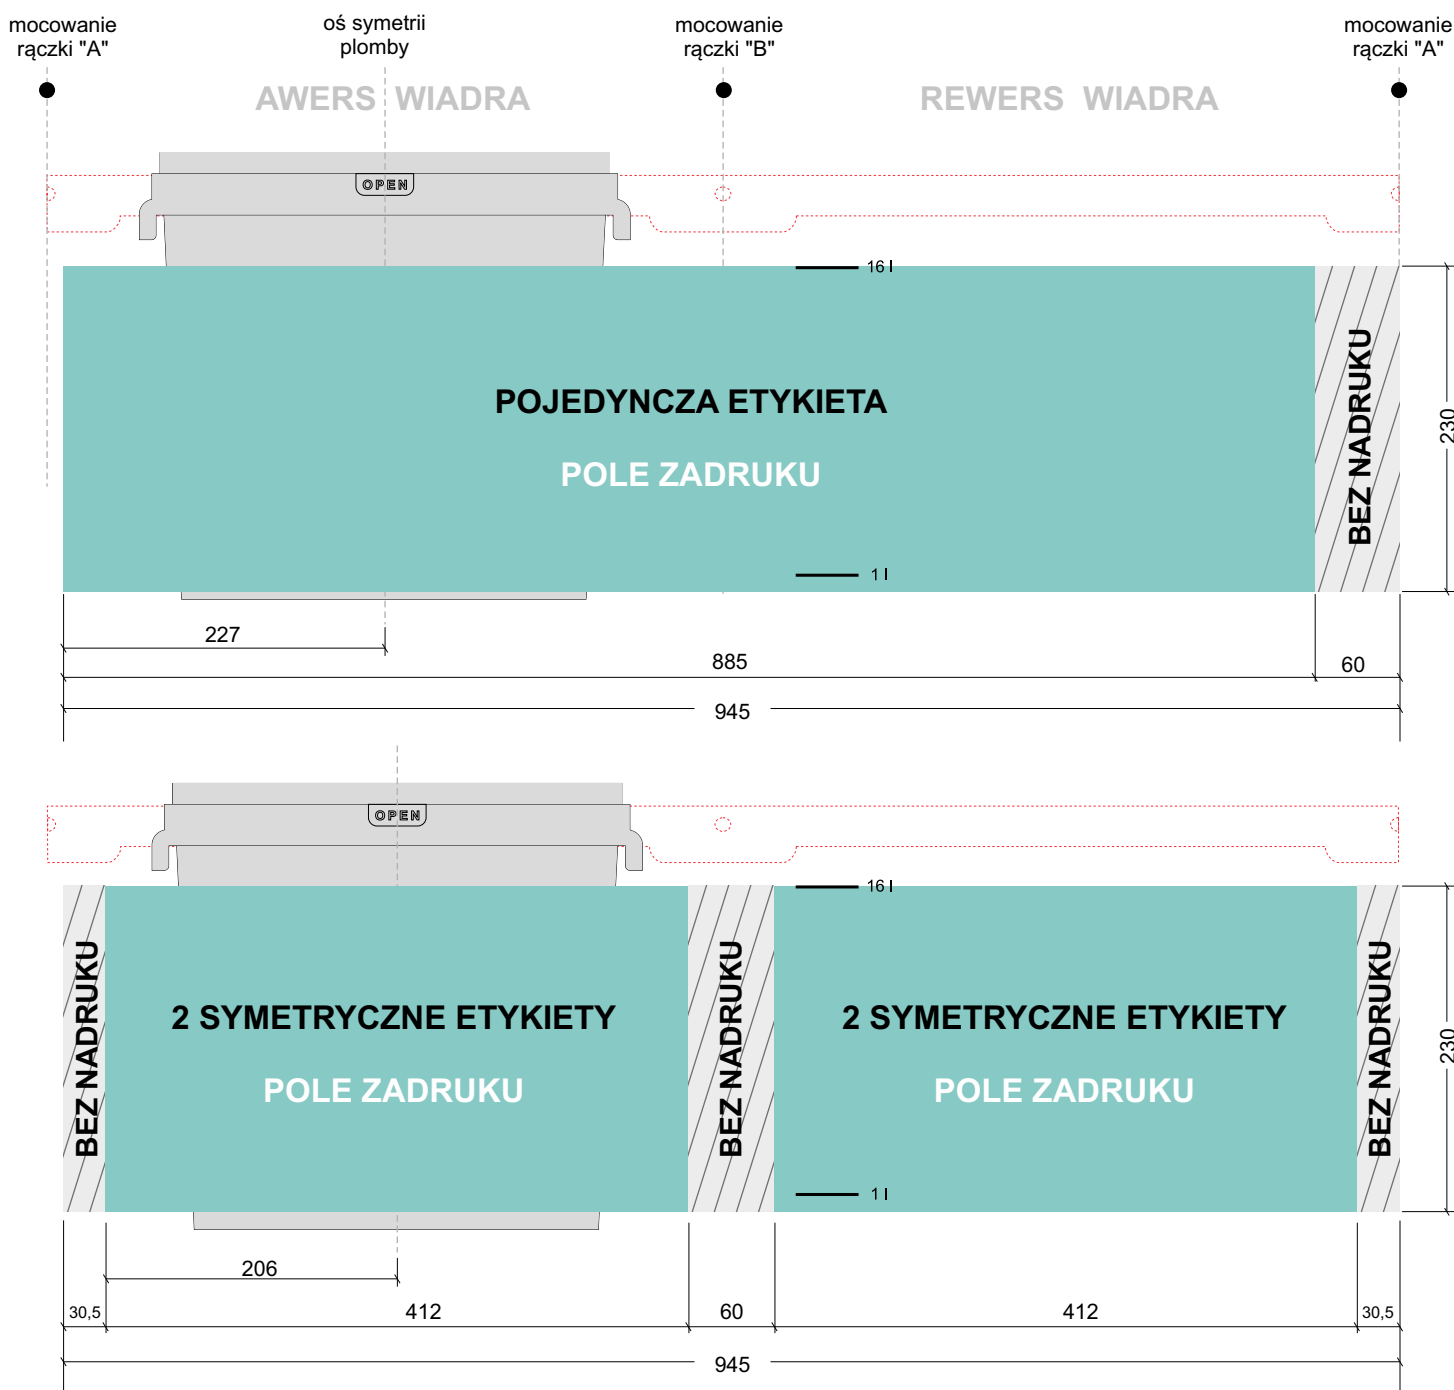 mocowanie
rączki "A"
oś symetrii
plomby
mocowanie
rączki "B"
mocowanie
rączki "A"
AWERS WIADRA
REWERS WIADRA
OPEN
16 l
POJEDYNCZA ETYKIETA
POLE ZADRUKU
BEZ NADRUKU
230
1 l
227
885
60
945
OPEN
16 l
BEZ NADRUKU
2 SYMETRYCZNE ETYKIETY
POLE ZADRUKU
BEZ NADRUKU
2 SYMETRYCZNE ETYKIETY
POLE ZADRUKU
BEZ NADRUKU
230
1 l
206
30,5
412
60
412
30,5
945